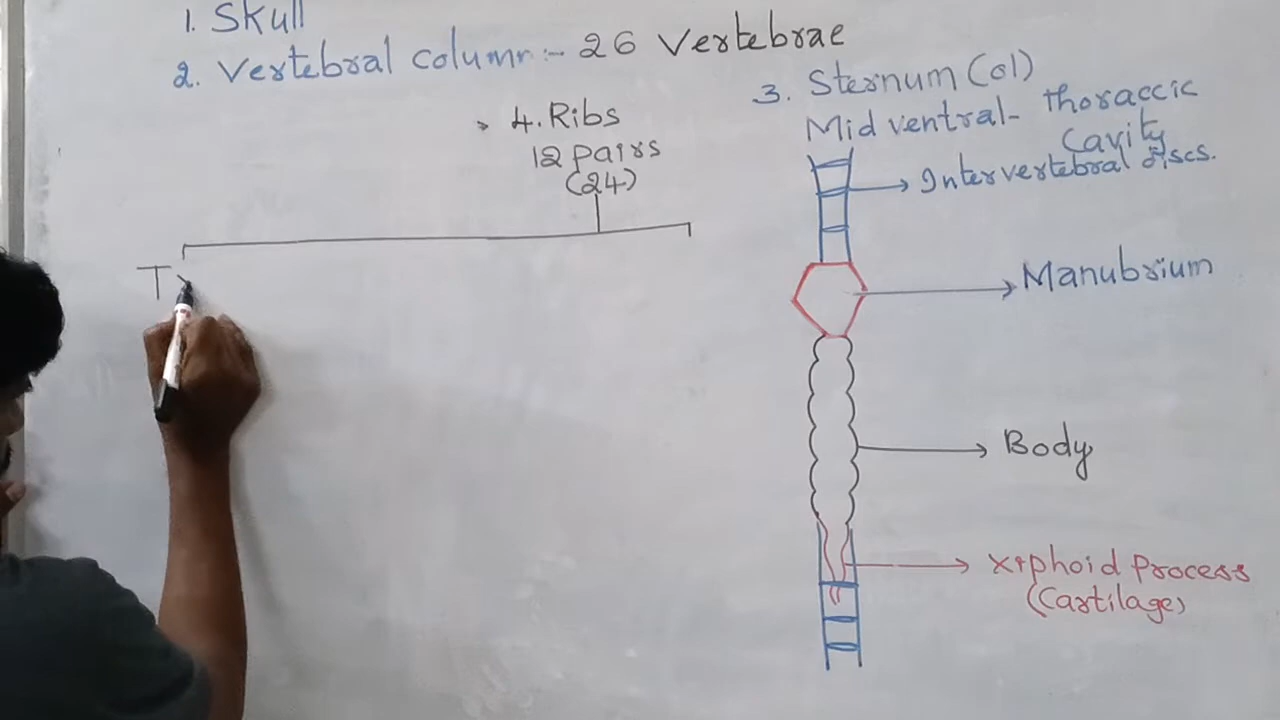 1. Skull
2. Vertebral column:- 26 Vertebrae
4. Ribs
12 pairs
(24)
3. Sternum (01)
Mid ventral- thoraccic
Cavity
Intervertebral discs.
Manubrium
Body
Xiphoid Process
(Cartilage)
T